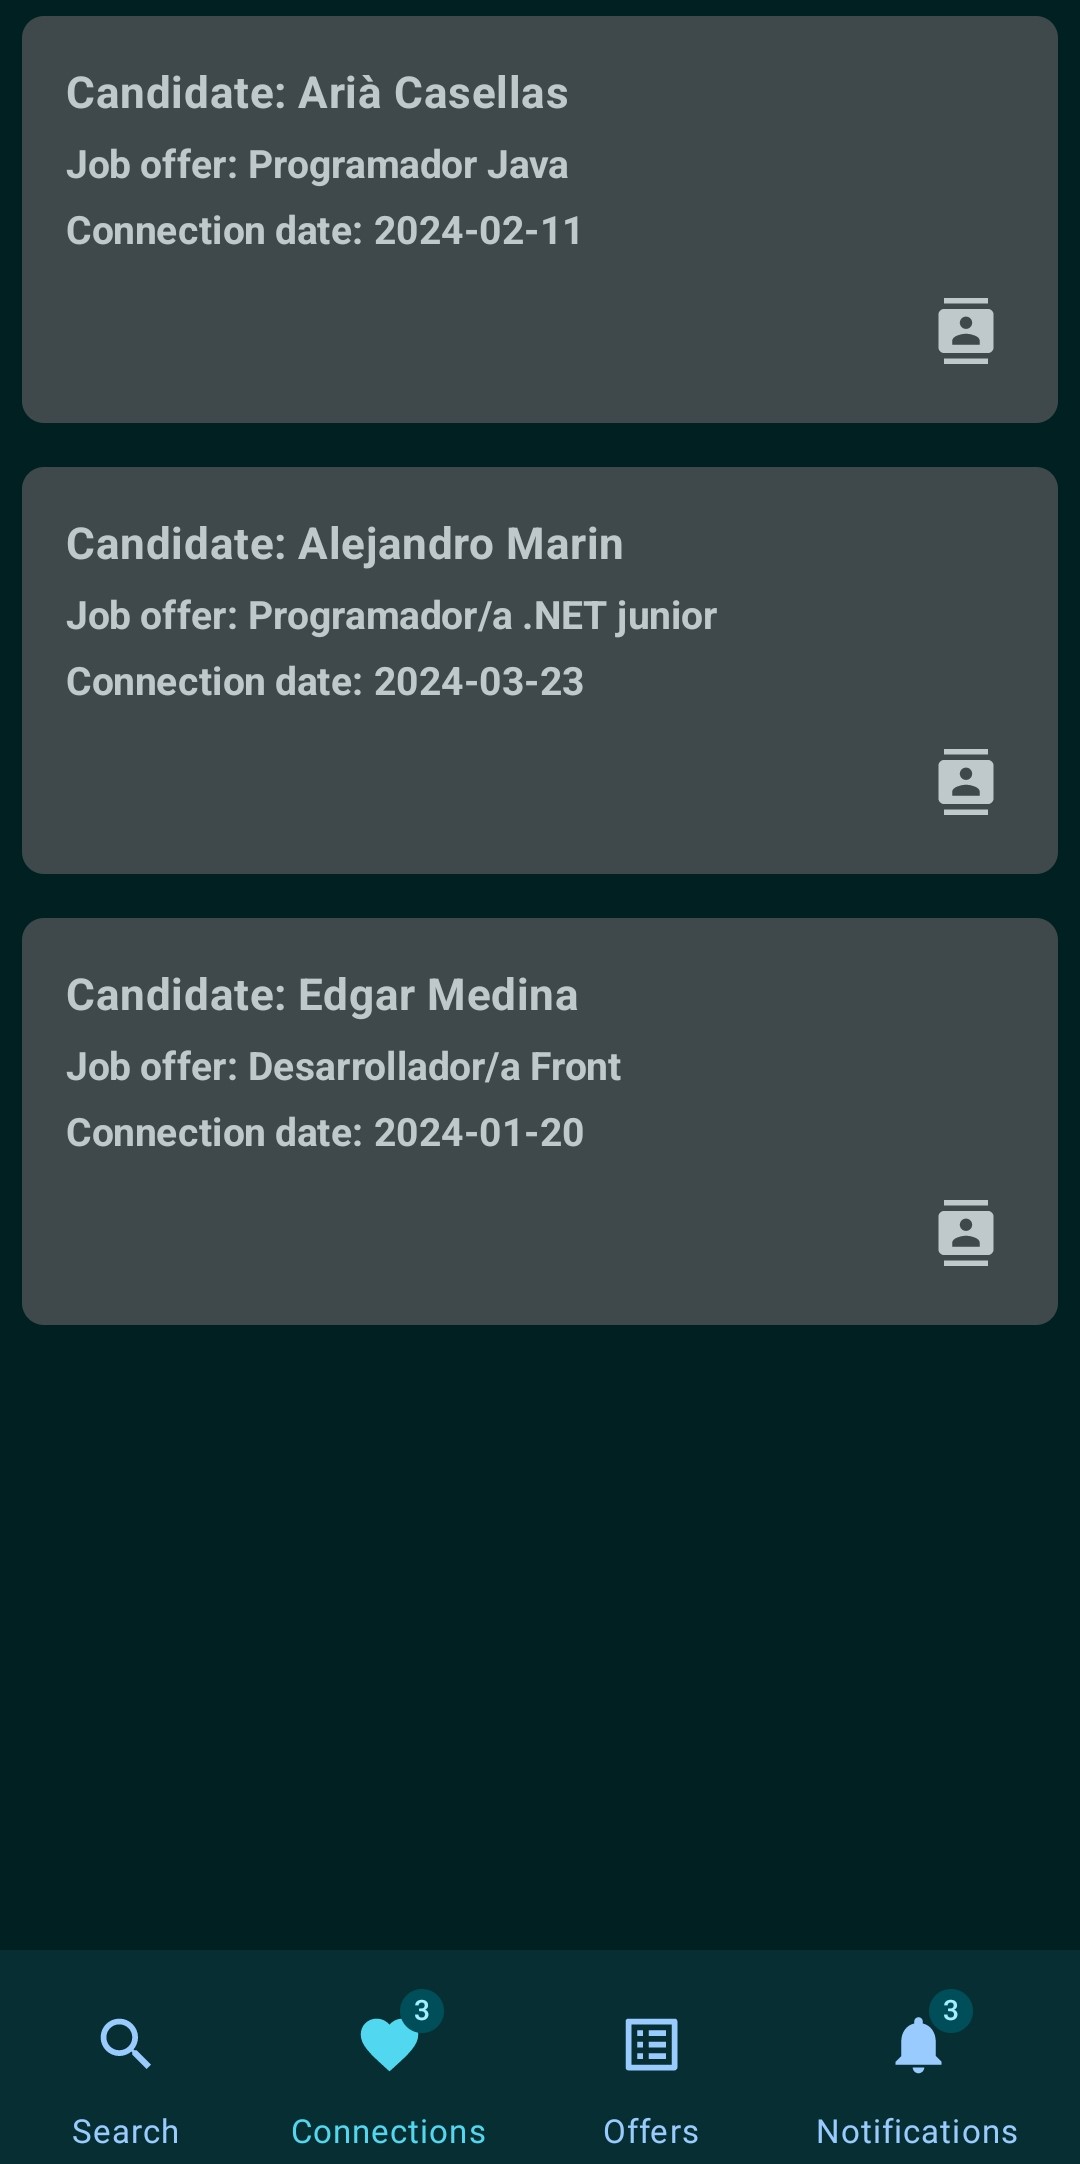 Candidate: Arià Casellas
Job offer: Programador Java
Connection date: 2024-02-11
Candidate: Alejandro Marin
Job offer: Programador/a .NET junior
Connection date: 2024-03-23
Candidate: Edgar Medina
Job offer: Desarrollador/a Front
Connection date: 2024-01-20
3 3
Search Connections Offers Notifications